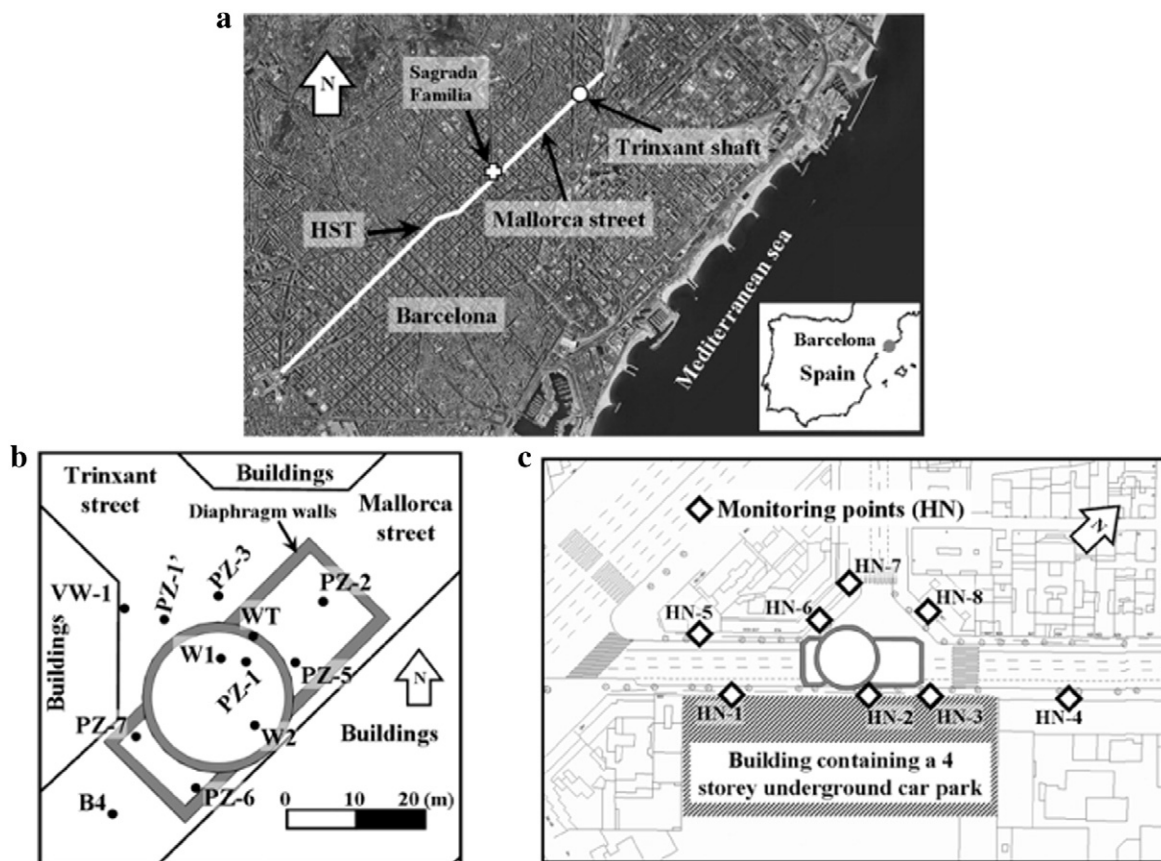 a
N
Sagrada
Familia
Trinxant shaft
Mallorca street
HST
Barcelona
Mediterranean sea
Barcelona
Spain
b
Trinxant
street
Buildings
Mallorca
street
Diaphragm walls
VW-1
PZ-1'
PZ-3
PZ-2
WT
W1
PZ-1
PZ-5
N
Buildings
PZ-7
W2
Buildings
PZ-6
B4
0 10 20 (m)
c
Monitoring points (HN)
N
HN-7
HN-5
HN-6
HN-8
HN-1
HN-2
HN-3
HN-4
Building containing a 4
storey underground car park